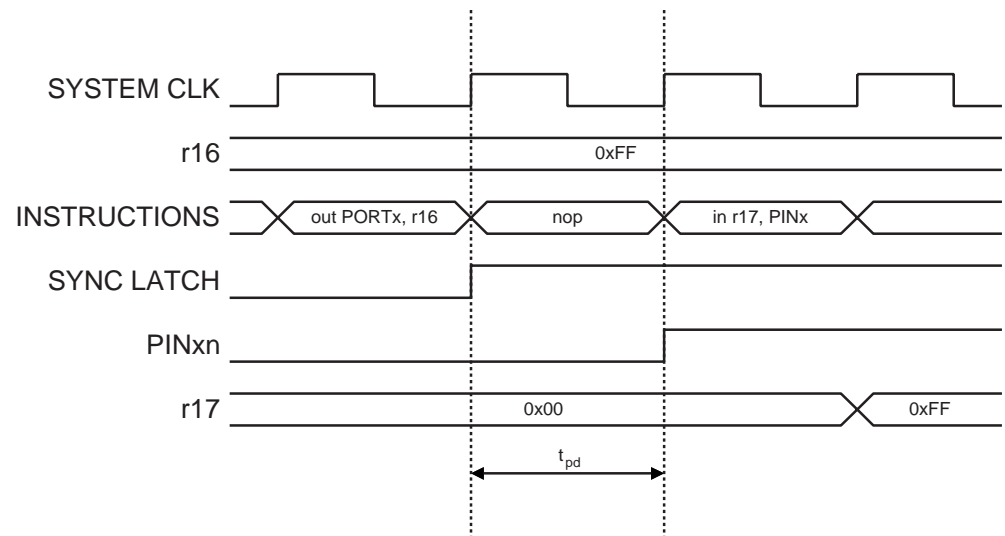 SYSTEM CLK
r16 0xFF
INSTRUCTIONS out PORTx, r16 nop in r17, PINx
SYNC LATCH
PINxn
r17 0x00 0xFF
tpd